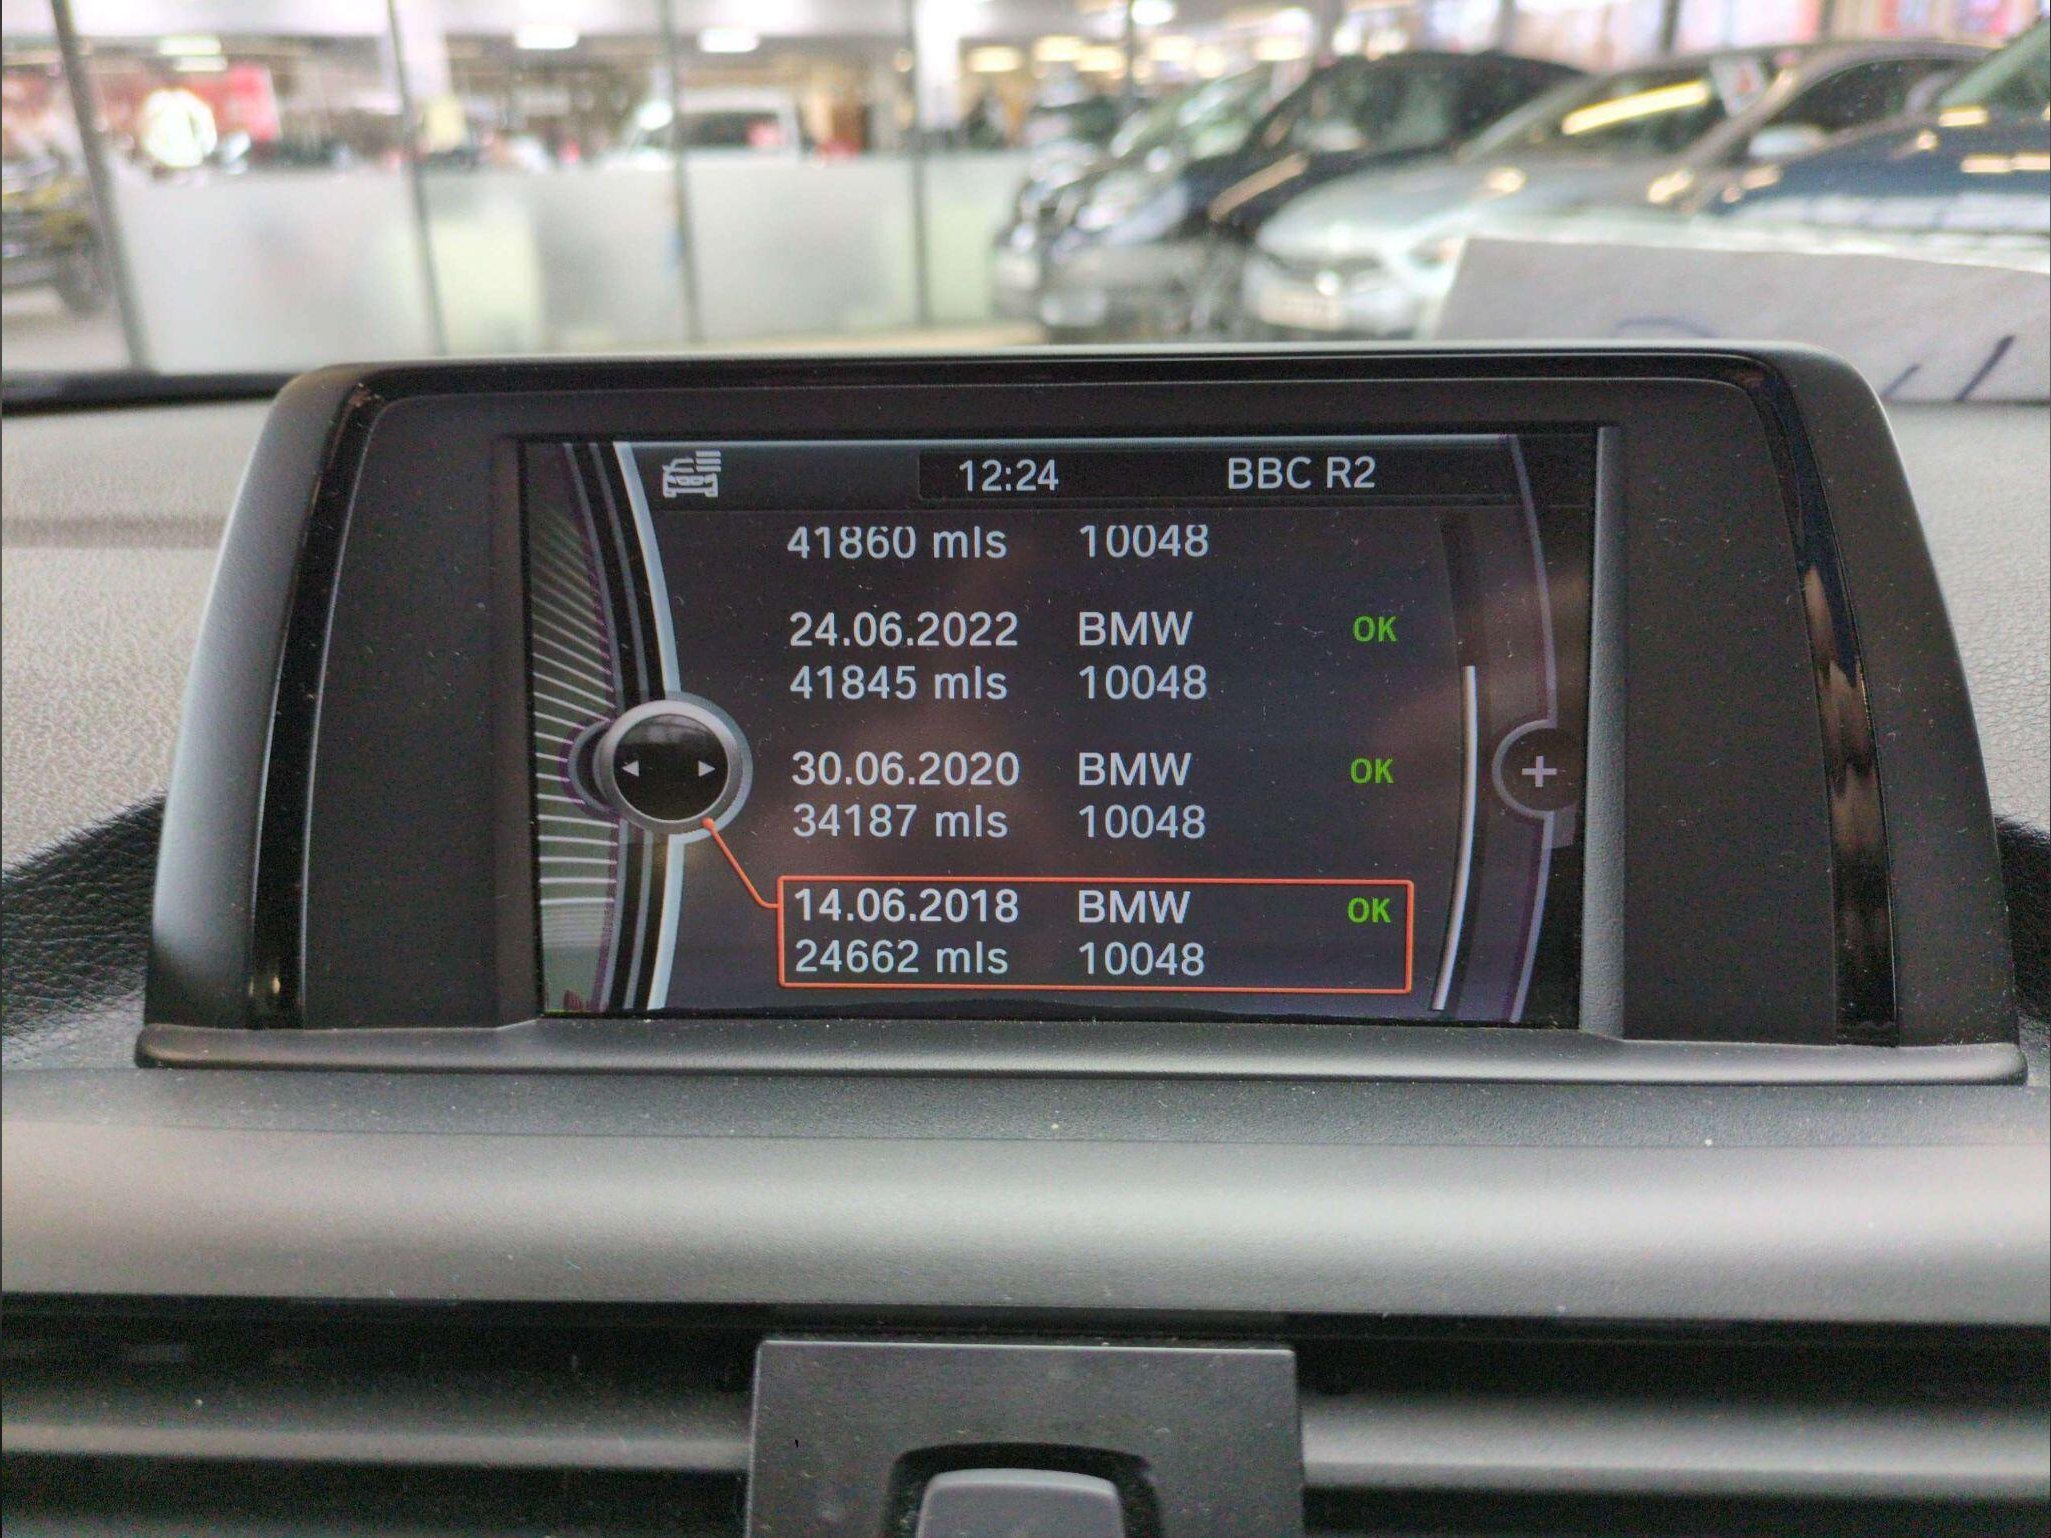 12:24 BBC R2
41860 mls 10048
24.06.2022 BMW OK
41845 mls 10048
30.06.2020 BMW OK
34187 mls 10048
14.06.2018 BMW OK
24662 mls 10048